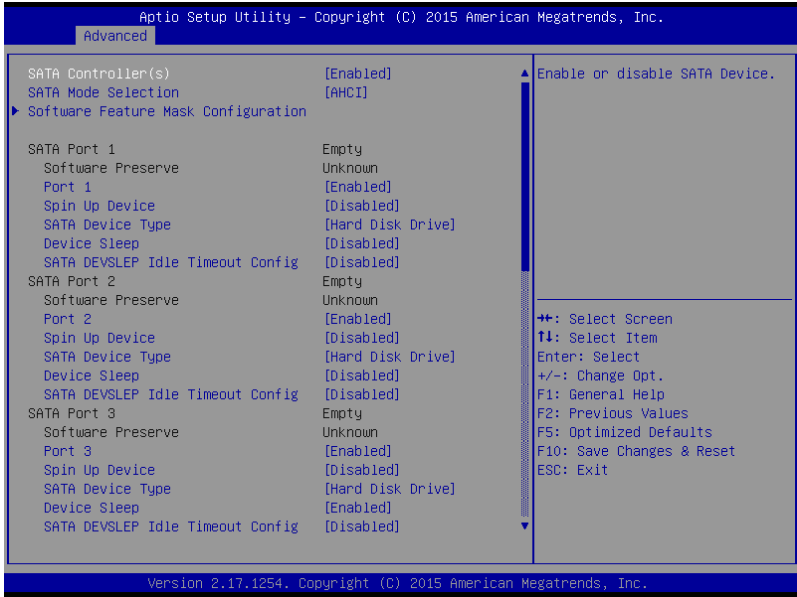 Aptio Setup Utility – Copyright (C) 2015 American Megatrends, Inc.
Advanced
SATA Controller(s) [Enabled]
SATA Mode Selection [AHCI]
Software Feature Mask Configuration
SATA Port 1 Empty
Software Preserve Unknown
Port 1 [Enabled]
Spin Up Device [Disabled]
SATA Device Type [Hard Disk Drive]
Device Sleep [Disabled]
SATA DEVSLEP Idle Timeout Config [Disabled]
SATA Port 2 Empty
Software Preserve Unknown
Port 2 [Enabled]
Spin Up Device [Disabled]
SATA Device Type [Hard Disk Drive]
Device Sleep [Disabled]
SATA DEVSLEP Idle Timeout Config [Disabled]
SATA Port 3 Empty
Software Preserve Unknown
Port 3 [Enabled]
Spin Up Device [Disabled]
SATA Device Type [Hard Disk Drive]
Device Sleep [Enabled]
SATA DEVSLEP Idle Timeout Config [Disabled]
Enable or disable SATA Device.
→←: Select Screen
↑↓: Select Item
Enter: Select
+/-: Change Opt.
F1: General Help
F2: Previous Values
F5: Optimized Defaults
F10: Save Changes & Reset
ESC: Exit
Version 2.17.1254. Copyright (C) 2015 American Megatrends, Inc.